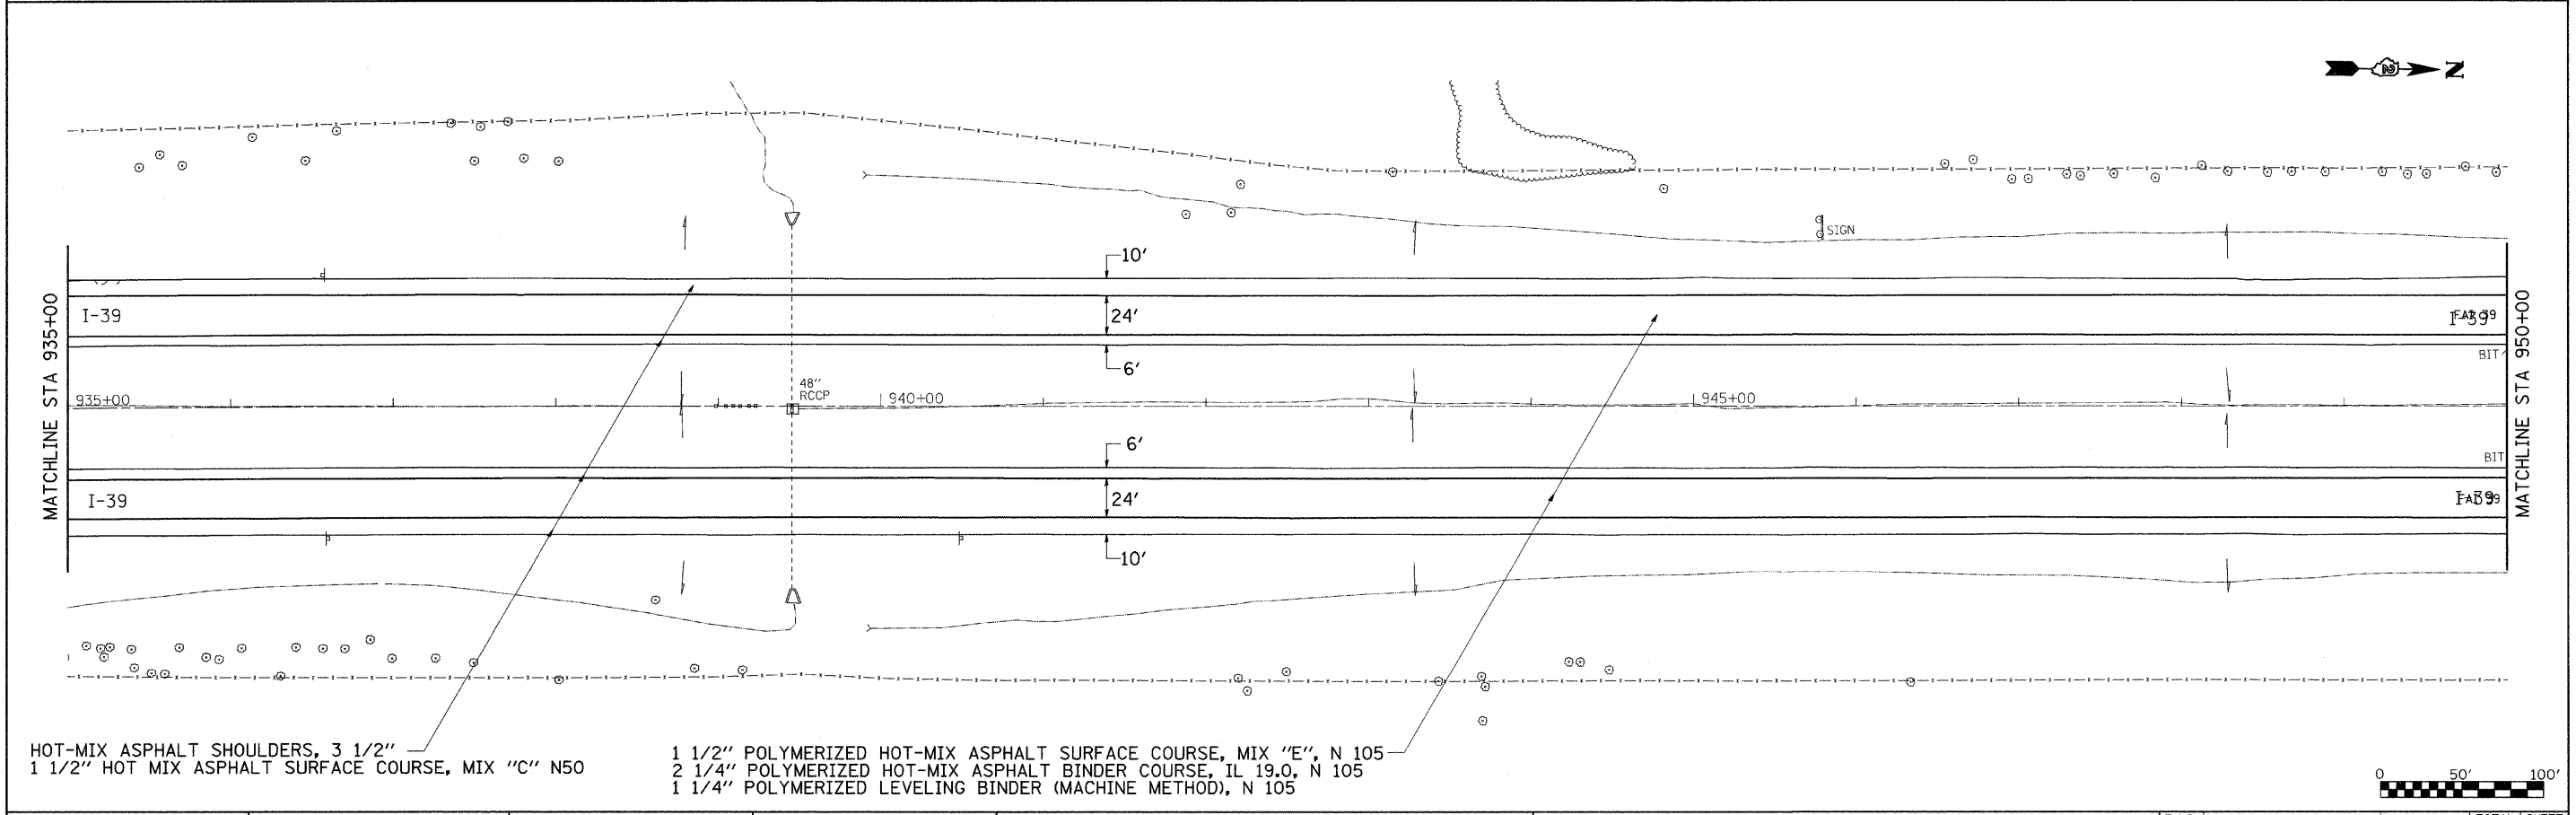 N
SIGN
10'
24'
6'
I-39
I-39
BIT
MATCHLINE STA 935+00
MATCHLINE STA 950+00
48"
RCCP
935+00
940+00
945+00
6'
24'
10'
BIT
I-39
I-39
HOT-MIX ASPHALT SHOULDERS, 3 1/2"
1 1/2" HOT MIX ASPHALT SURFACE COURSE, MIX "C" N50
1 1/2" POLYMERIZED HOT-MIX ASPHALT SURFACE COURSE, MIX "E", N 105
2 1/4" POLYMERIZED HOT-MIX ASPHALT BINDER COURSE, IL 19.0, N 105
1 1/4" POLYMERIZED LEVELING BINDER (MACHINE METHOD), N 105
0 50' 100'